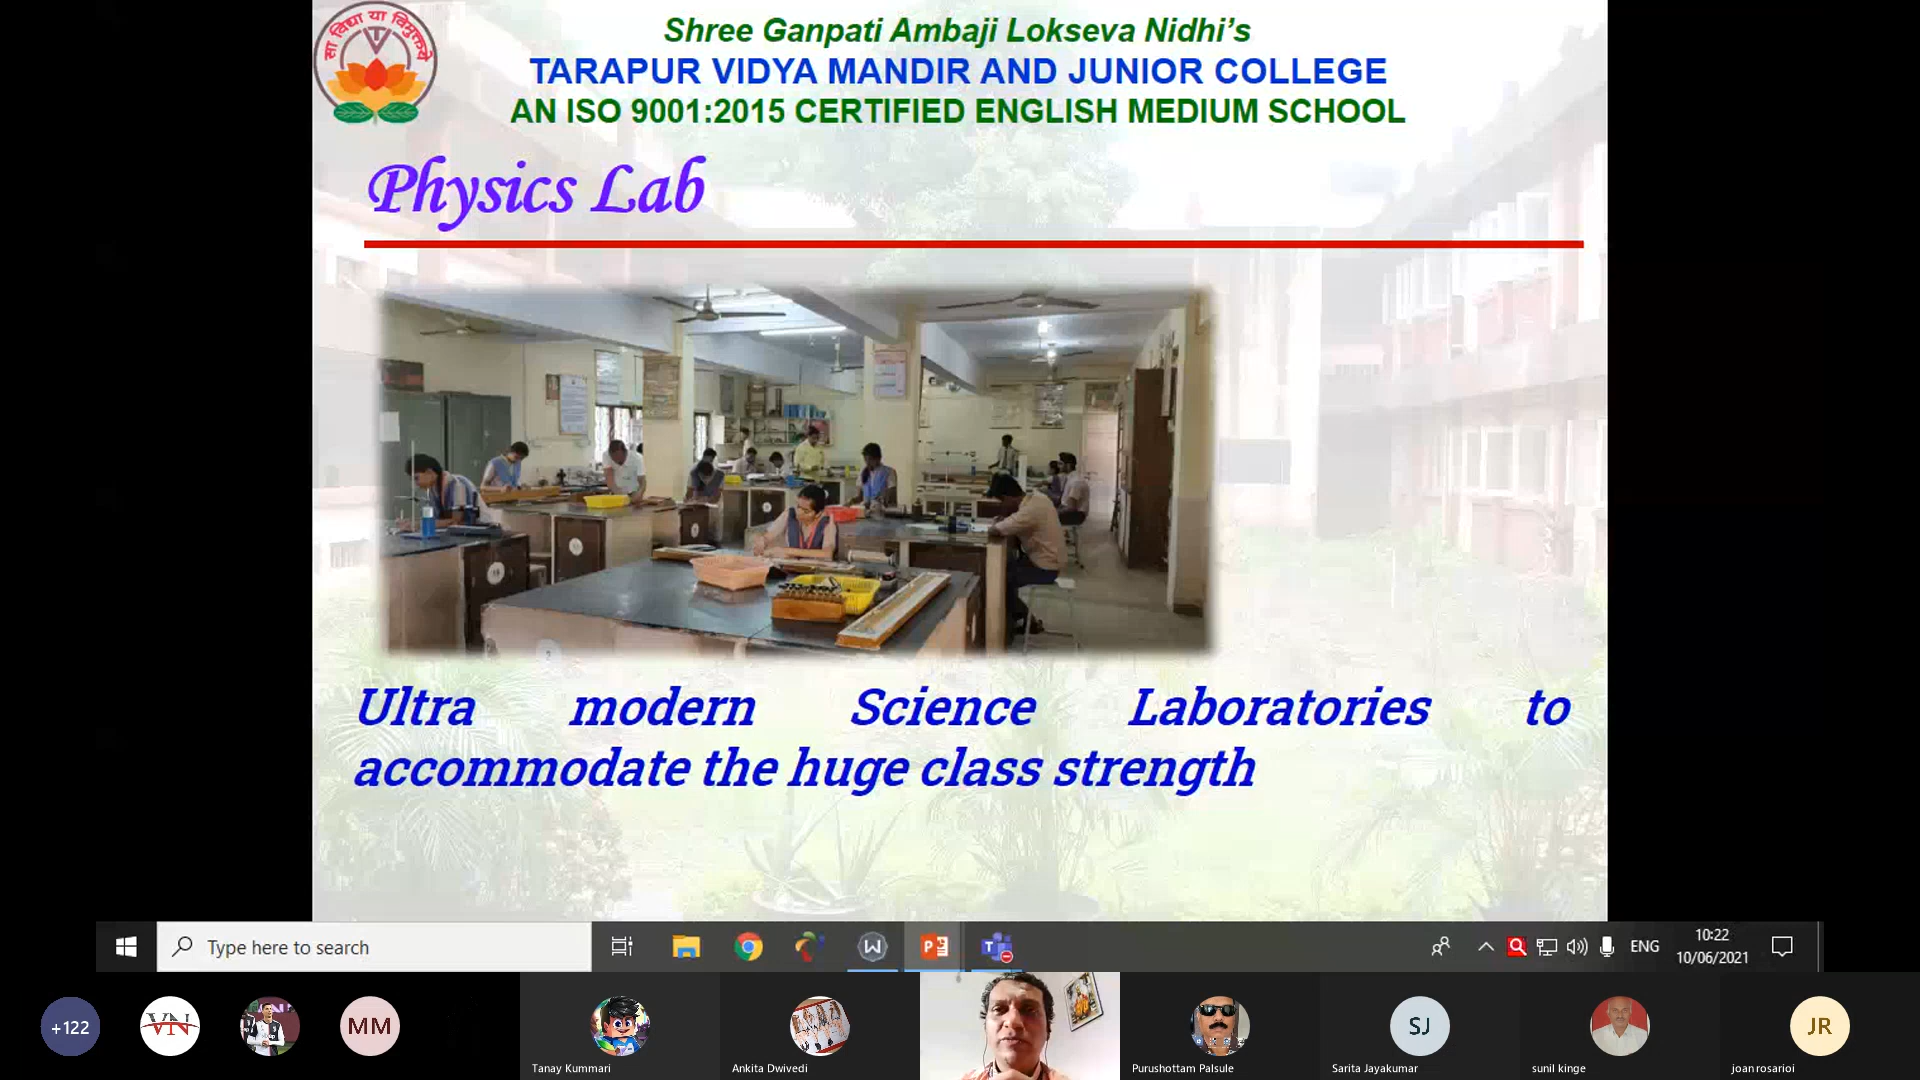 सा विद्या या विमुक्तये
Shree Ganpati Ambaji Lokseva Nidhi’s
TARAPUR VIDYA MANDIR AND JUNIOR COLLEGE
AN ISO 9001:2015 CERTIFIED ENGLISH MEDIUM SCHOOL
Physics Lab
Ultra modern Science Laboratories to
accommodate the huge class strength
Type here to search
ENG
10:22
10/06/2021
+122
VN
MM
SJ
JR
Tanay Kummari
Ankita Dwivedi
Purushottam Palsule
Sarita Jayakumar
sunil kinge
joan rosarioi